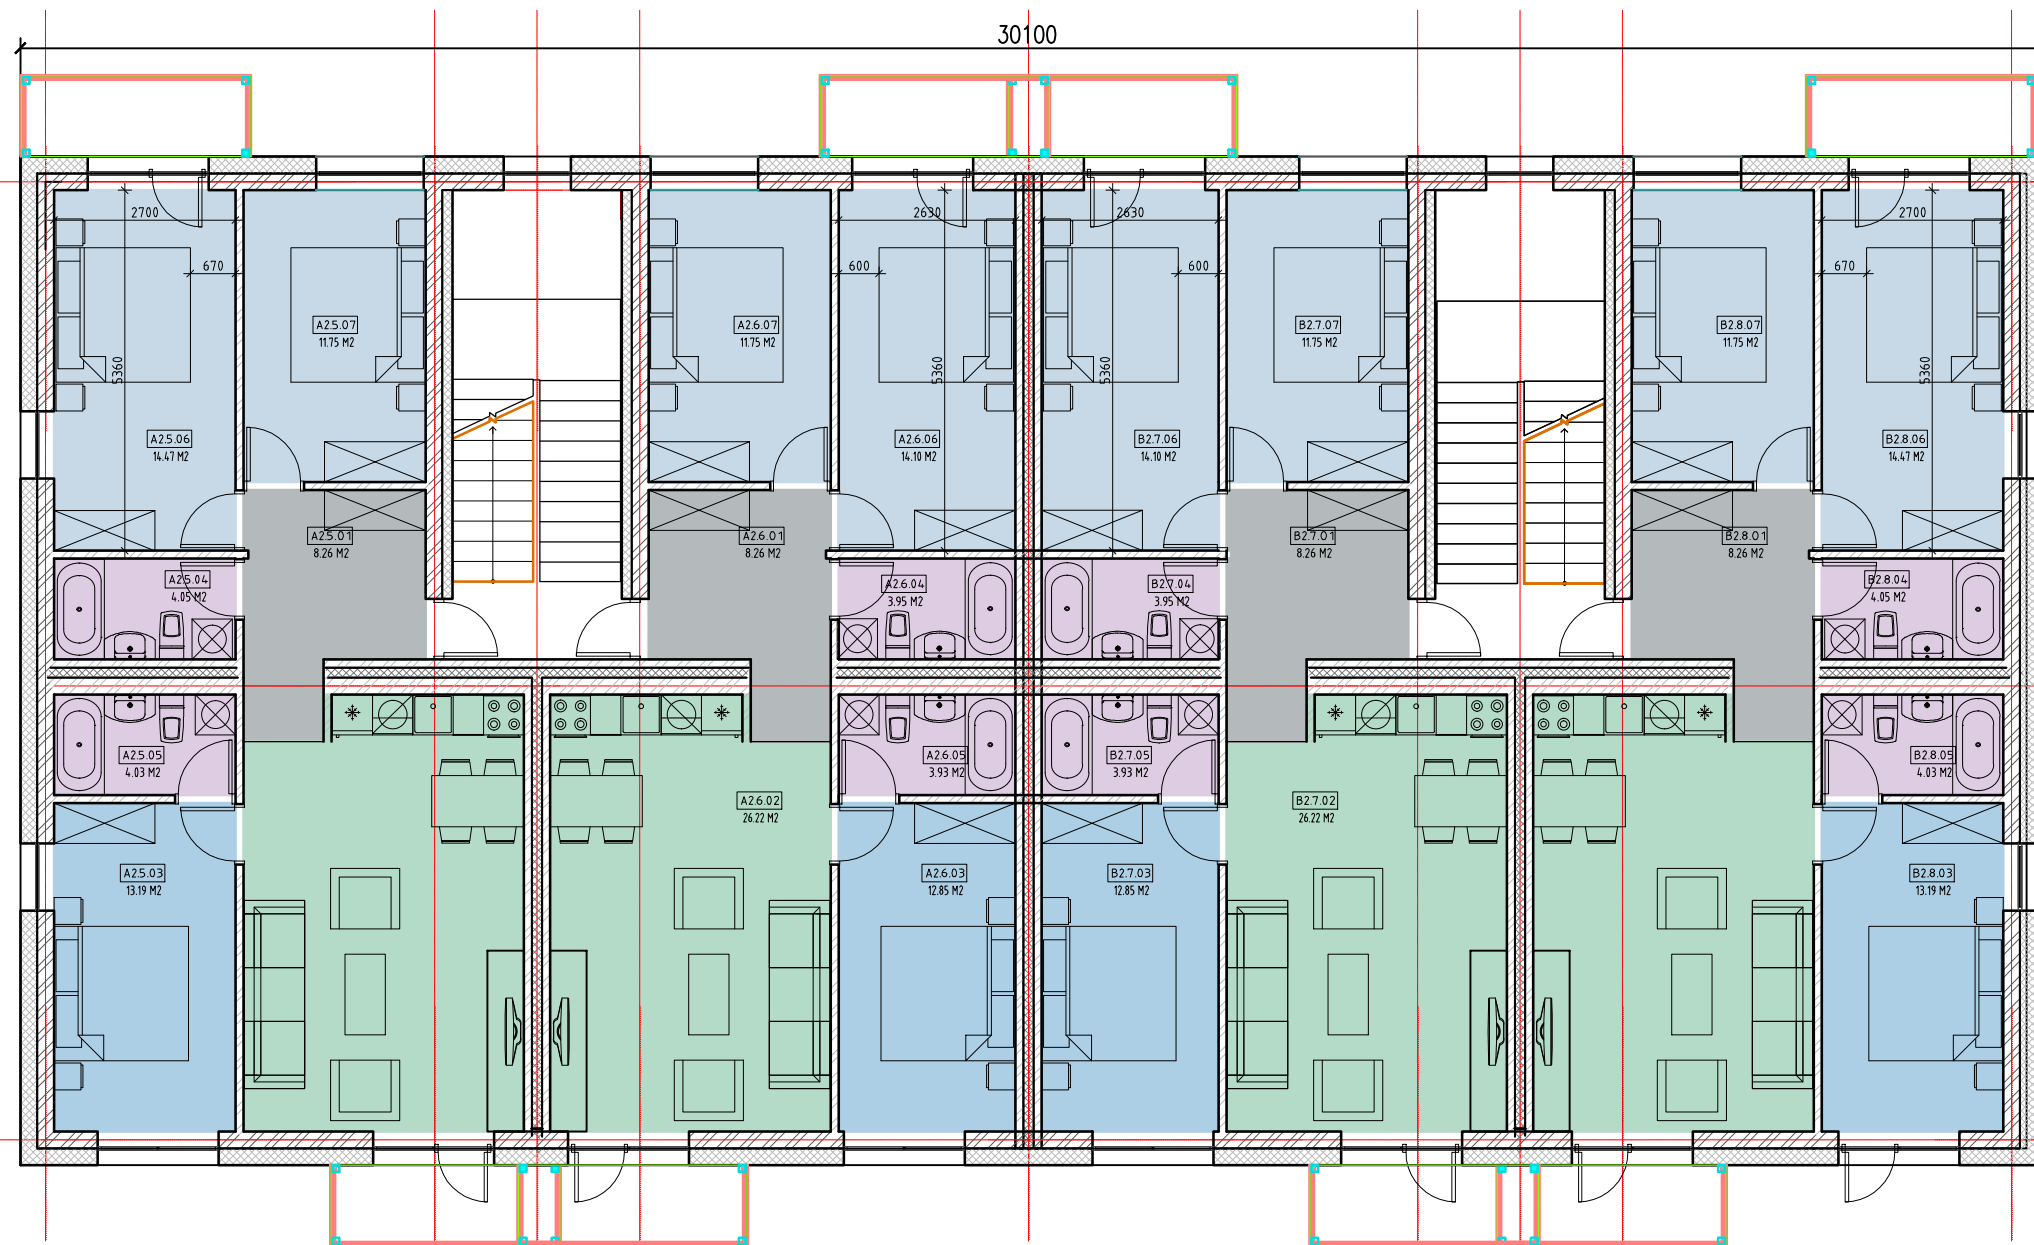 30100
2700
2630
2630
2700
670
600
600
670
A2.5.07
11.75 M2
A2.6.07
11.75 M2
B2.7.07
11.75 M2
B2.8.07
11.75 M2
5360
5360
5360
5360
A2.5.06
14.47 M2
A2.6.06
14.10 M2
B2.7.06
14.10 M2
B2.8.06
14.47 M2
A2.5.01
8.26 M2
A2.6.01
8.26 M2
B2.7.01
8.26 M2
B2.8.01
8.26 M2
A2.5.04
4.05 M2
A2.6.04
3.95 M2
B2.7.04
3.95 M2
B2.8.04
4.05 M2
A2.5.05
4.03 M2
A2.6.05
3.93 M2
B2.7.05
3.93 M2
B2.8.05
4.03 M2
A2.6.02
26.22 M2
B2.7.02
26.22 M2
A2.5.03
13.19 M2
A2.6.03
12.85 M2
B2.7.03
12.85 M2
B2.8.03
13.19 M2